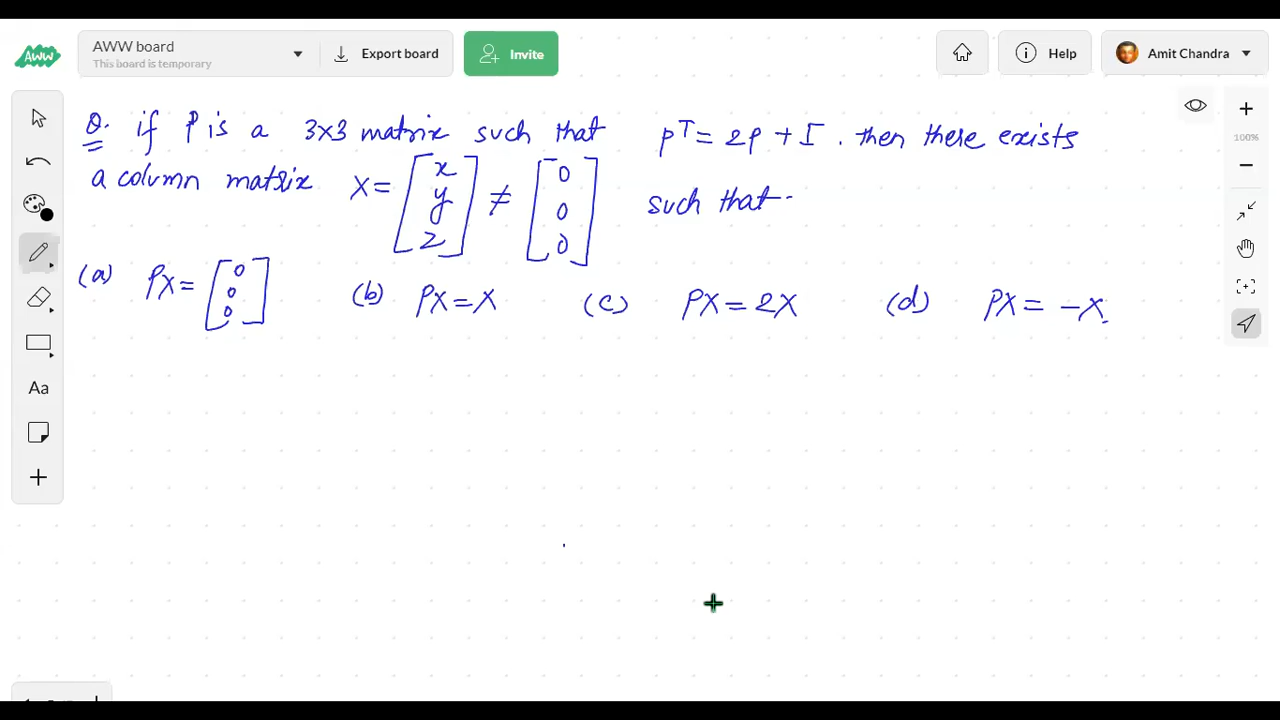 AWW
AWW board
This board is temporary
Export board
Invite
Help
Amit Chandra
Q. if P is a 3x3 matrix such that P^T = 2P + I . then there exists
a column matrix X = [x y z] ≠ [0 0 0] such that-
(a) PX = [0 0 0] (b) PX = X (c) PX = 2X (d) PX = -X.
100%
Aa